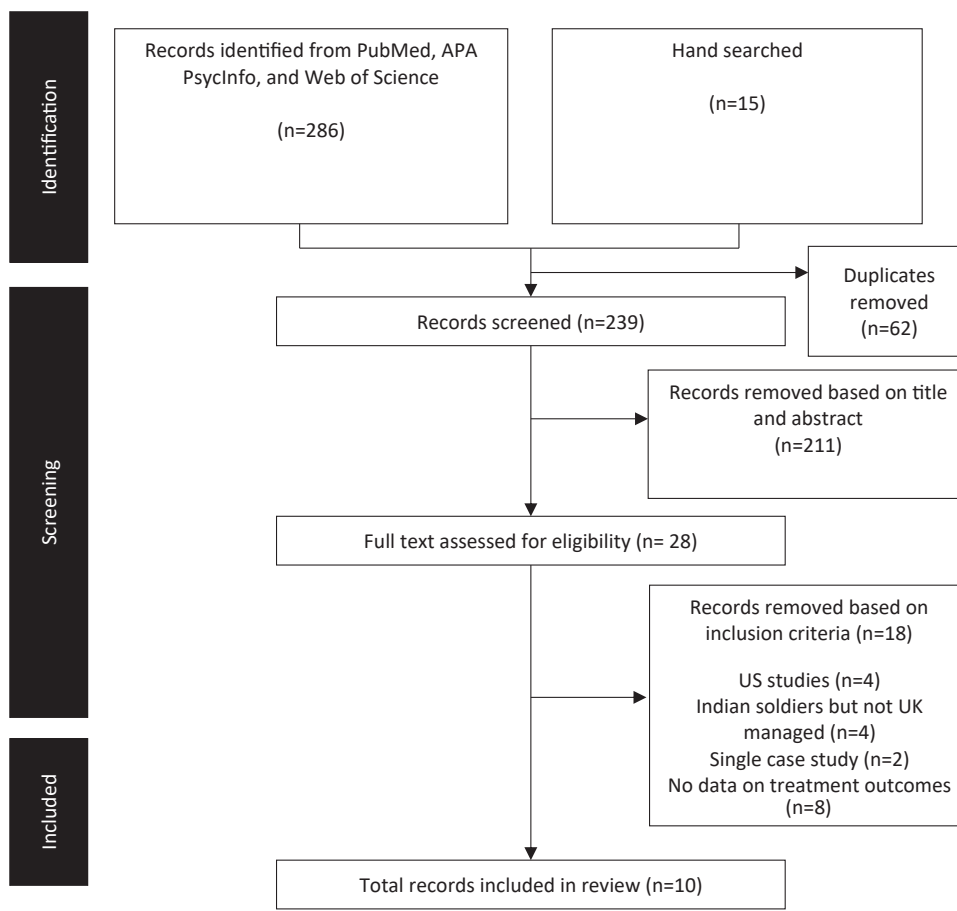 Identification
Records identified from PubMed, APA
PsycInfo, and Web of Science
(n=286)
Hand searched
(n=15)
Duplicates
removed
(n=62)
Screening
Records screened (n=239)
Records removed based on title
and abstract
(n=211)
Full text assessed for eligibility (n= 28)
Records removed based on
inclusion criteria (n=18)
US studies (n=4)
Indian soldiers but not UK
managed (n=4)
Single case study (n=2)
No data on treatment outcomes
(n=8)
Included
Total records included in review (n=10)